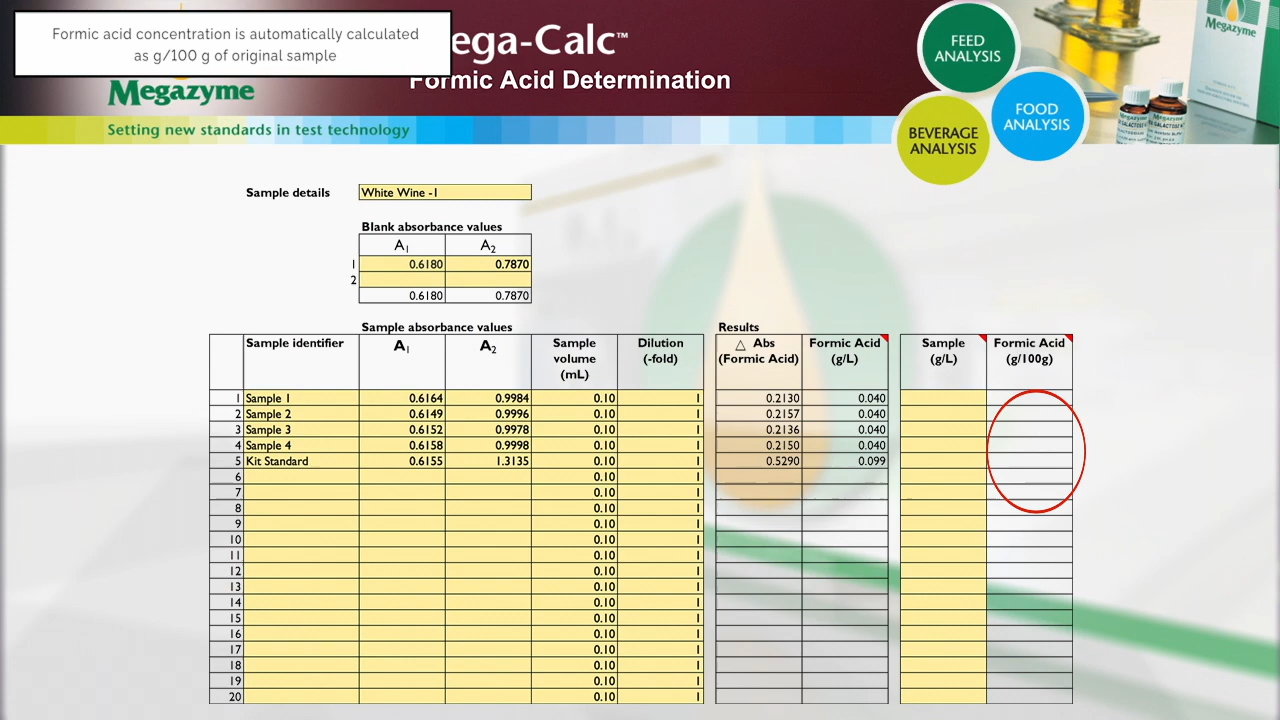 Formic acid concentration is automatically calculated
as g/100 g of original sample
ega-Calc™
Formic Acid Determination
Megazyme
Setting new standards in test technology
FEED
ANALYSIS
FOOD
ANALYSIS
BEVERAGE
ANALYSIS
Megazyme
Sample details White Wine -1
Blank absorbance values
A1 A2
1 0.6180 0.7870
2
0.6180 0.7870
Sample absorbance values Results
Sample identifier A1 A2 Sample volume (mL) Dilution (-fold) △ Abs (Formic Acid) Formic Acid (g/L) Sample (g/L) Formic Acid (g/100g)
1 Sample 1 0.6164 0.9984 0.10 1 0.2130 0.040
2 Sample 2 0.6149 0.9996 0.10 1 0.2157 0.040
3 Sample 3 0.6152 0.9978 0.10 1 0.2136 0.040
4 Sample 4 0.6158 0.9998 0.10 1 0.2150 0.040
5 Kit Standard 0.6155 1.3135 0.10 1 0.5290 0.099
6 0.10 1
7 0.10 1
8 0.10 1
9 0.10 1
10 0.10 1
11 0.10 1
12 0.10 1
13 0.10 1
14 0.10 1
15 0.10 1
16 0.10 1
17 0.10 1
18 0.10 1
19 0.10 1
20 0.10 1